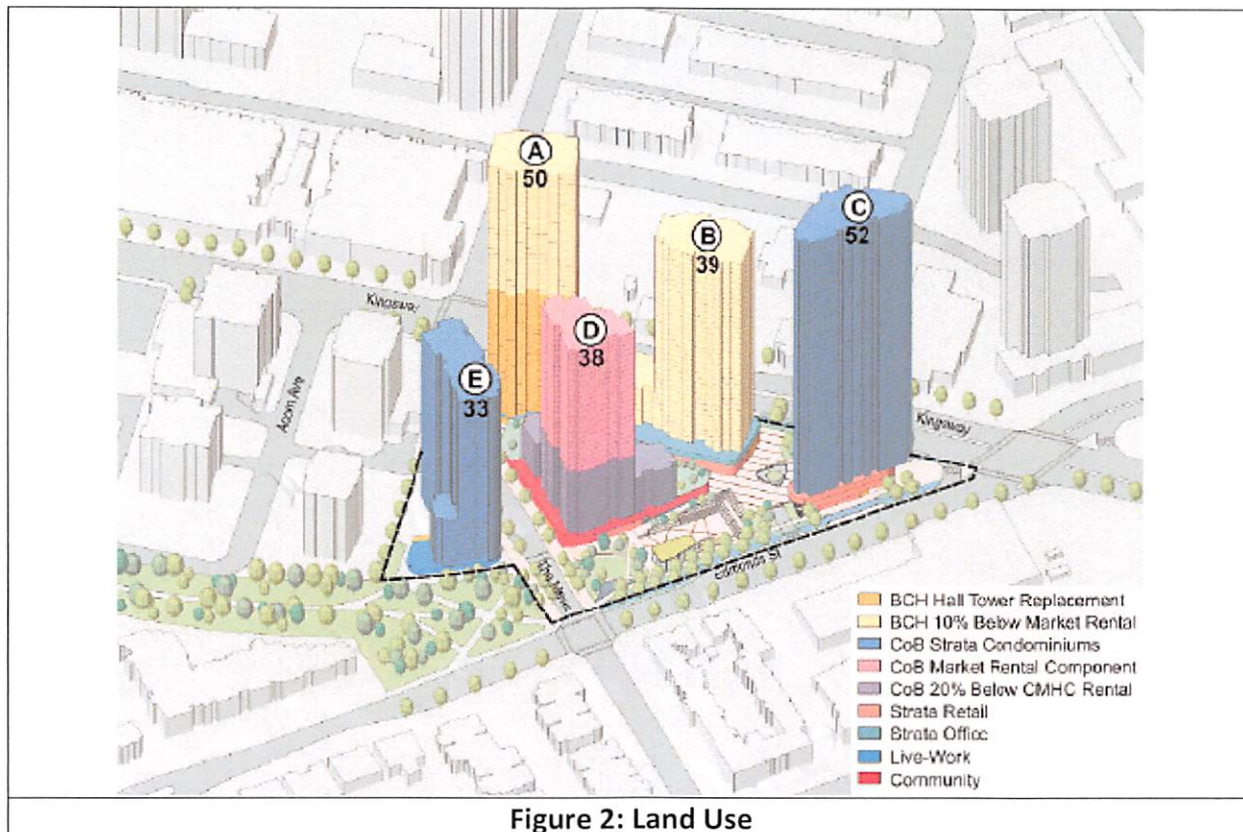 A
50
B
39
C
52
D
38
E
33
Kingsway
Acorn Ave
Kingsway
Edmonds St
BCH Hall Tower Replacement
BCH 10% Below Market Rental
CoB Strata Condominiums
CoB Market Rental Component
CoB 20% Below CMHC Rental
Strata Retail
Strata Office
Live-Work
Community
Figure 2: Land Use